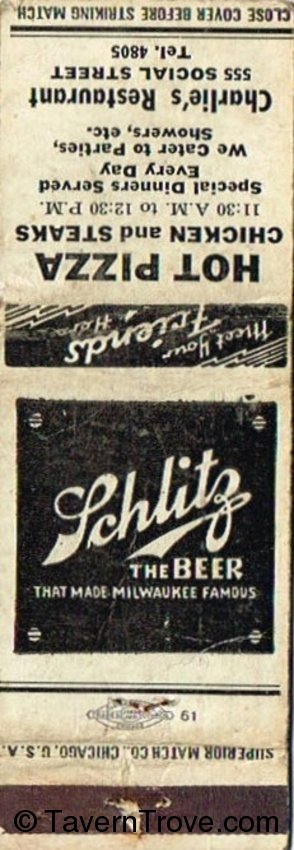 CLOSE COVER BEFORE STRIKING MATCH
HOT PIZZA
CHICKEN and STEAKS
11:30 A.M. to 12:30 P.M.
Special Dinners Served
Every Day
We Cater to Parties,
Showers, etc.
Charlie's Restaurant
555 SOCIAL STREET
Tel. 4805
Meet Your
Friends
Here
Schlitz
THE BEER
THAT MADE MILWAUKEE FAMOUS
19
SUPERIOR MATCH CO., CHICAGO, U.S.A.
© TavernTrove.com